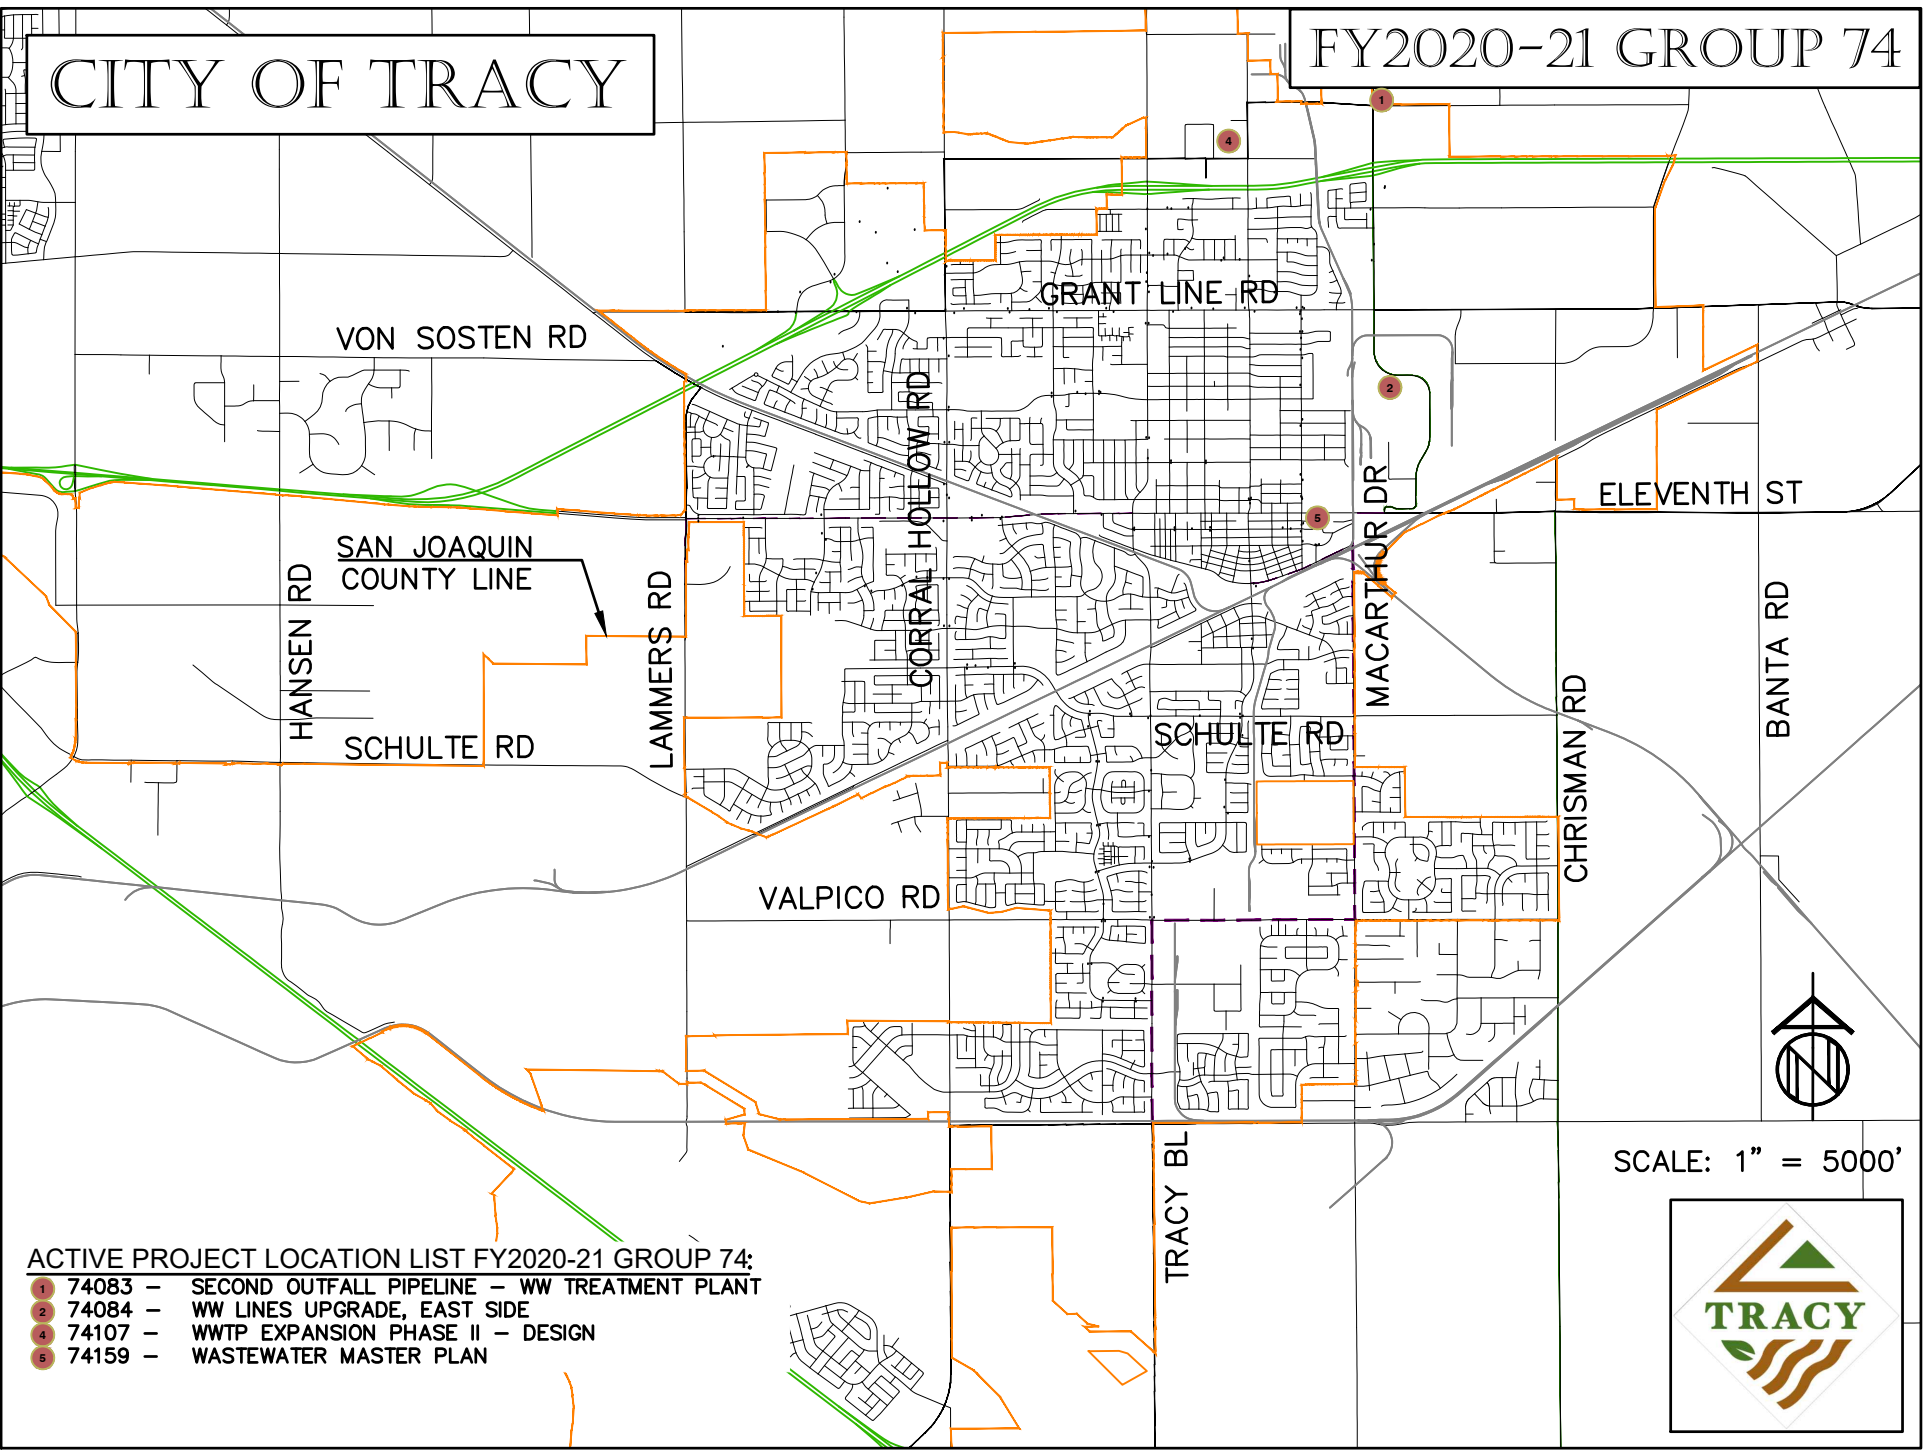 CITY OF TRACY
FY2020-21 GROUP 74
1
4
GRANT LINE RD
VON SOSTEN RD
2
CORRAL HOLLOW RD
MACARTHUR DR
ELEVENTH ST
5
SAN JOAQUIN
COUNTY LINE
HANSEN RD
LAMMERS RD
BANTA RD
CHRISMAN RD
SCHULTE RD
SCHULTE RD
VALPICO RD
N
TRACY BL
SCALE: 1" = 5000'
ACTIVE PROJECT LOCATION LIST FY2020-21 GROUP 74:
1 74083 – SECOND OUTFALL PIPELINE – WW TREATMENT PLANT
2 74084 – WW LINES UPGRADE, EAST SIDE
4 74107 – WWTP EXPANSION PHASE II – DESIGN
5 74159 – WASTEWATER MASTER PLAN
TRACY